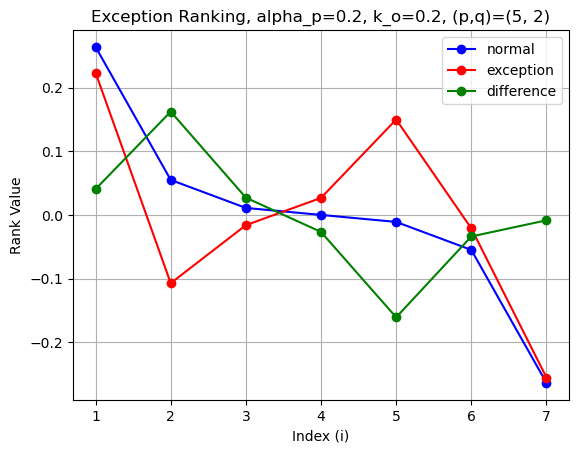 Exception Ranking, alpha_p=0.2, k_o=0.2, (p,q)=(5, 2)
normal
exception
difference
Rank Value
0.2
0.1
0.0
−0.1
−0.2
1 2 3 4 5 6 7
Index (i)